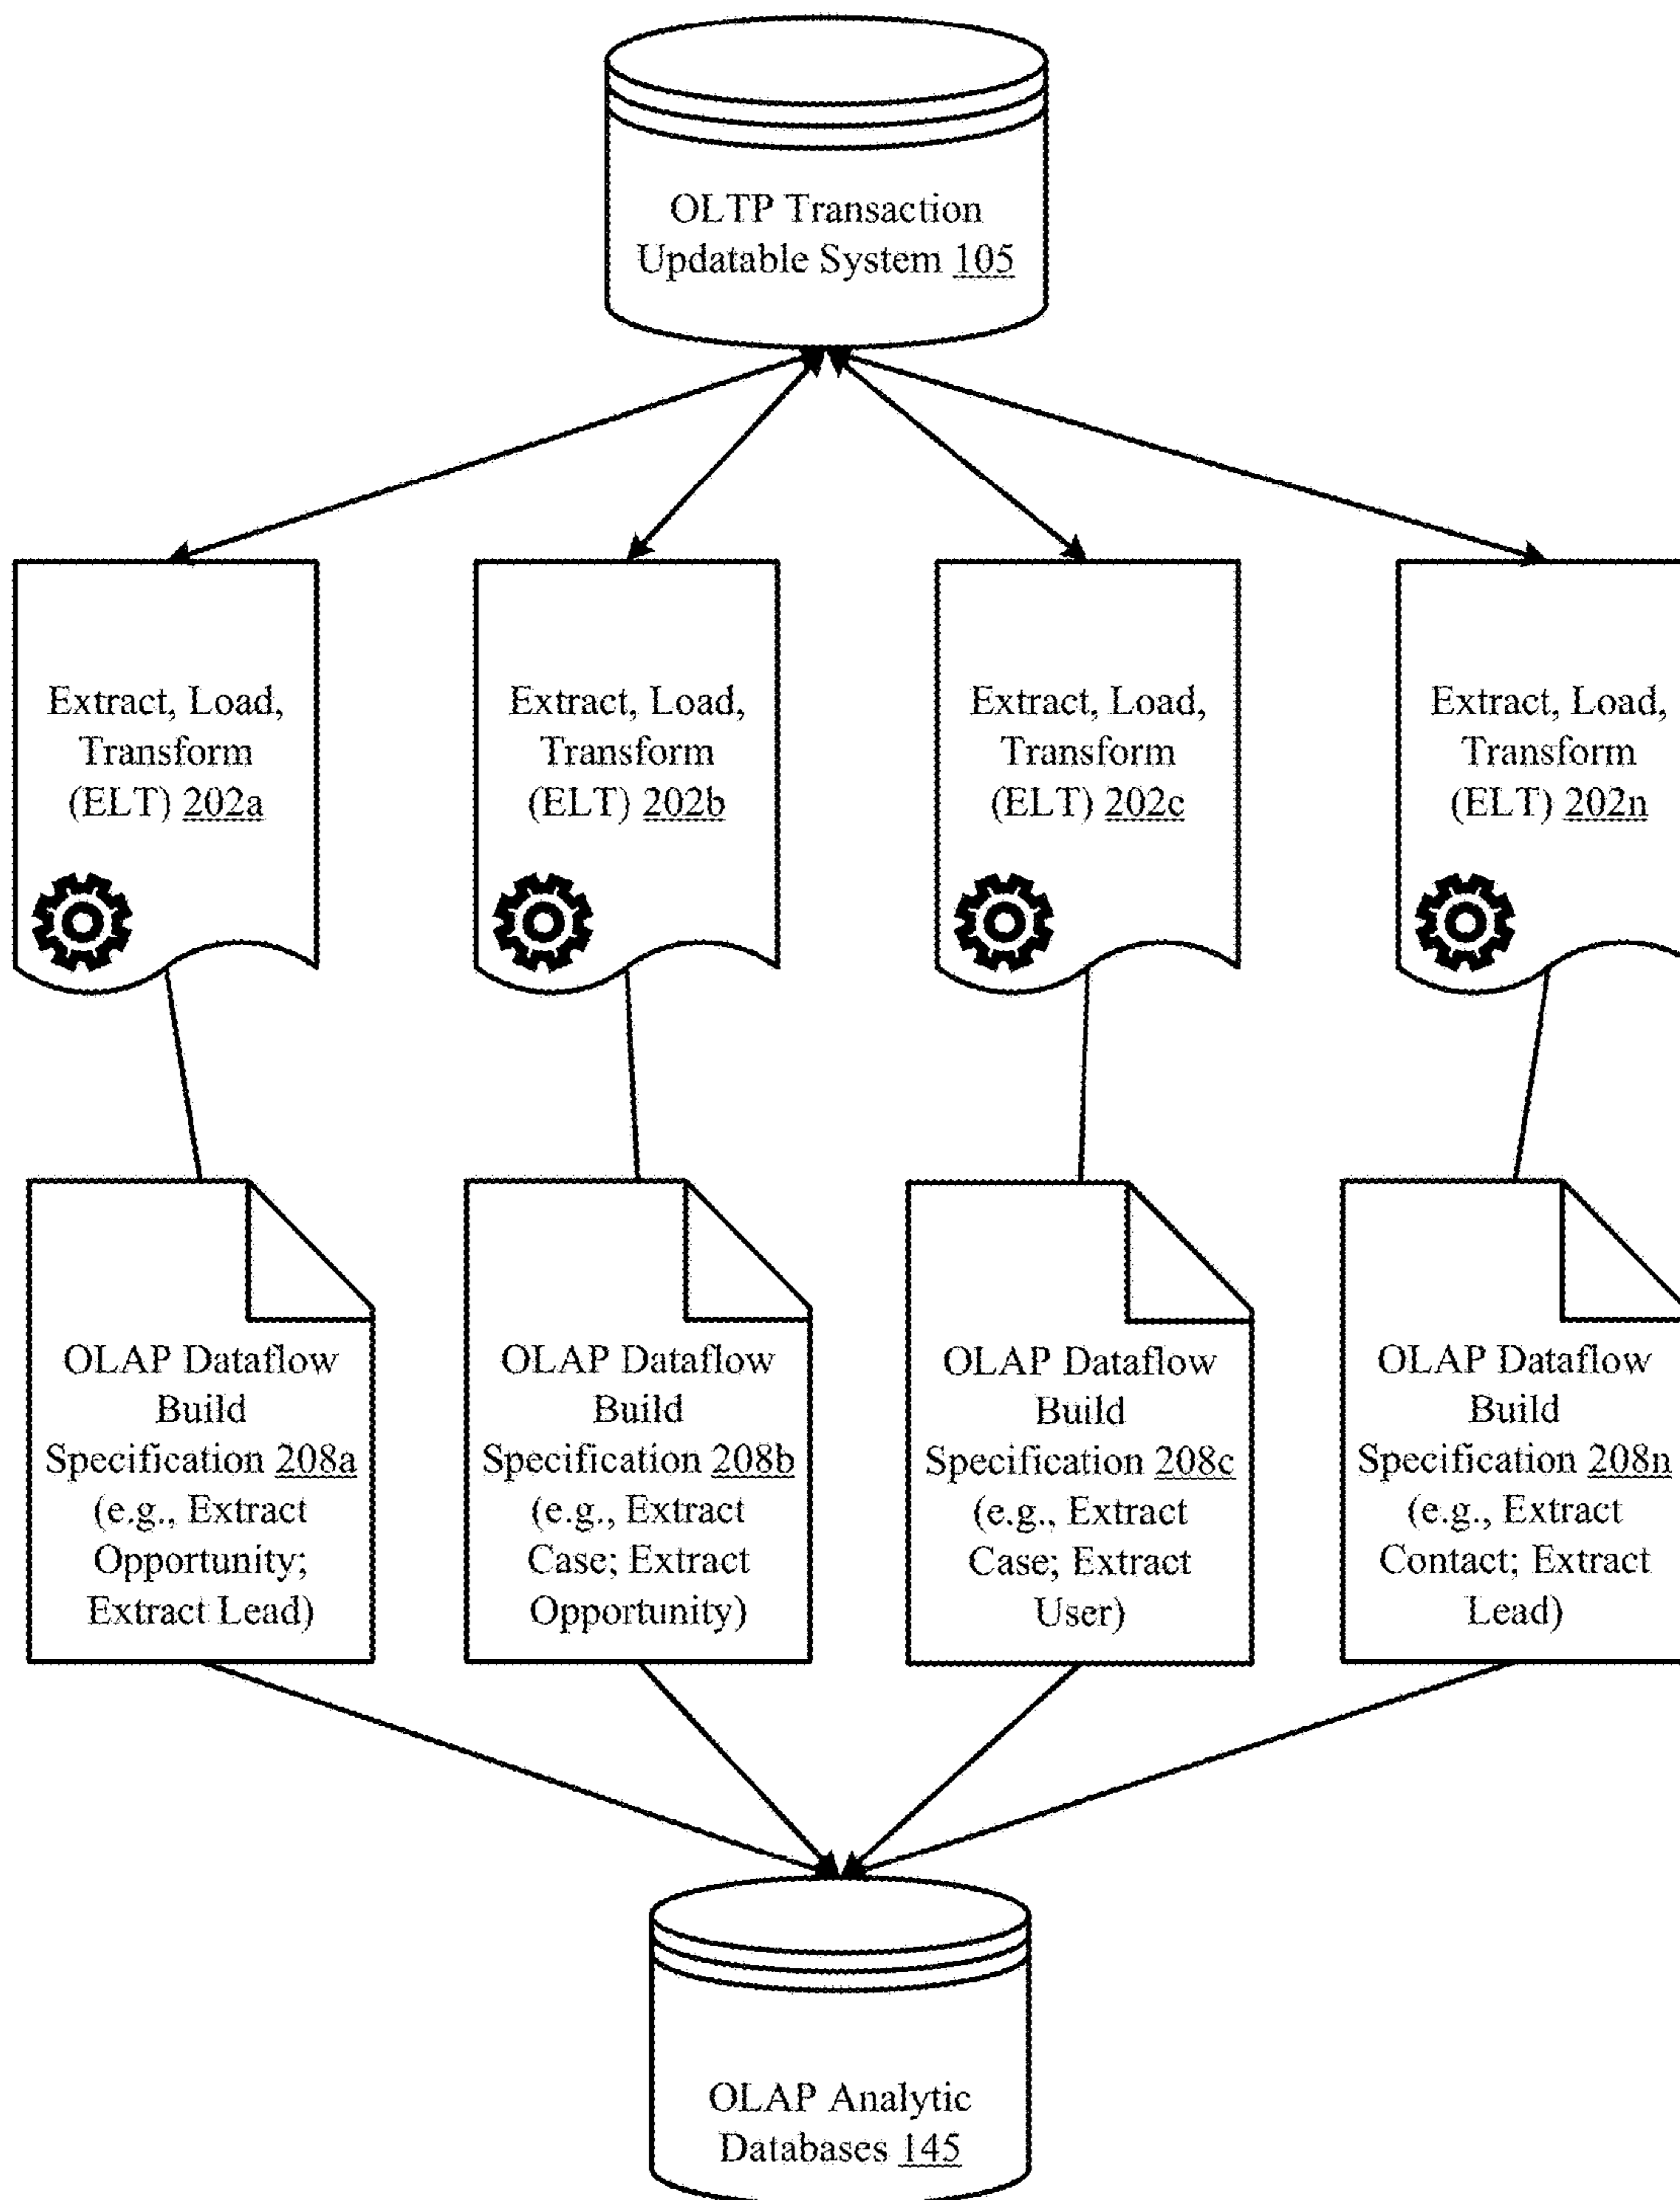 OLTP Transaction
Updatable System 105
Extract, Load,
Transform
(ELT) 202a
Extract, Load,
Transform
(ELT) 202b
Extract, Load,
Transform
(ELT) 202c
Extract, Load,
Transform
(ELT) 202n
OLAP Dataflow
Build
Specification 208a
(e.g., Extract
Opportunity;
Extract Lead)
OLAP Dataflow
Build
Specification 208b
(e.g., Extract
Case; Extract
Opportunity)
OLAP Dataflow
Build
Specification 208c
(e.g., Extract
Case; Extract
User)
OLAP Dataflow
Build
Specification 208n
(e.g., Extract
Contact; Extract
Lead)
OLAP Analytic
Databases 145